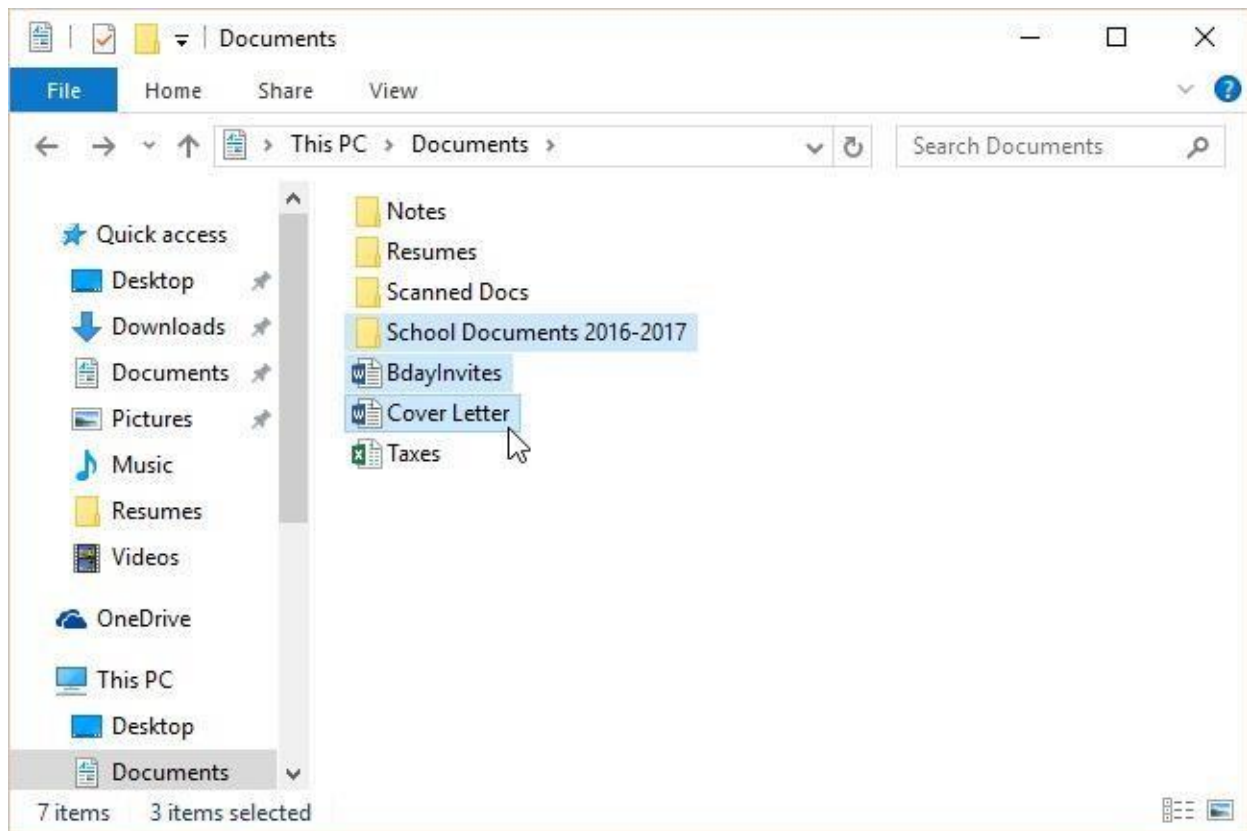 Documents
File Home Share View
This PC > Documents >
Search Documents
Quick access
Desktop
Downloads
Documents
Pictures
Music
Resumes
Videos
OneDrive
This PC
Desktop
Documents
Notes
Resumes
Scanned Docs
School Documents 2016-2017
BdayInvites
Cover Letter
Taxes
7 items 3 items selected